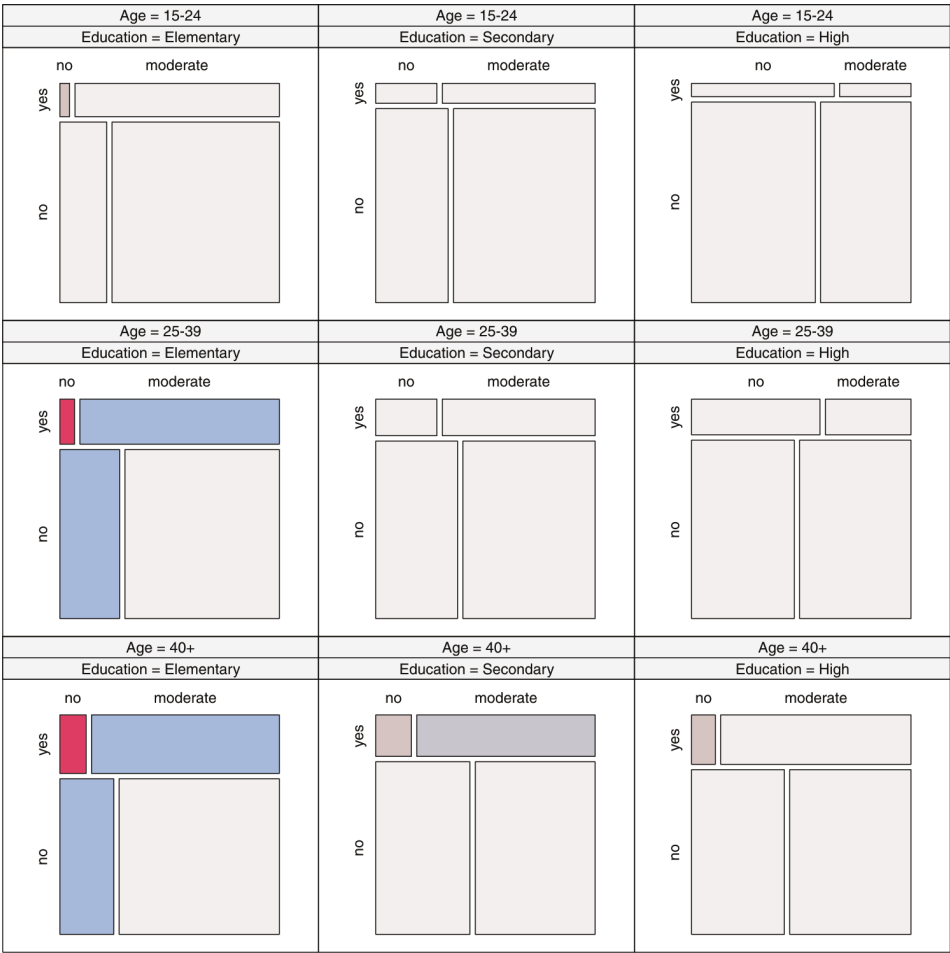 Age = 15-24
Education = Elementary
no moderate
yes
no
Age = 15-24
Education = Secondary
no moderate
yes
no
Age = 15-24
Education = High
no moderate
yes
no
Age = 25-39
Education = Elementary
no moderate
yes
no
Age = 25-39
Education = Secondary
no moderate
yes
no
Age = 25-39
Education = High
no moderate
yes
no
Age = 40+
Education = Elementary
no moderate
yes
no
Age = 40+
Education = Secondary
no moderate
yes
no
Age = 40+
Education = High
no moderate
yes
no